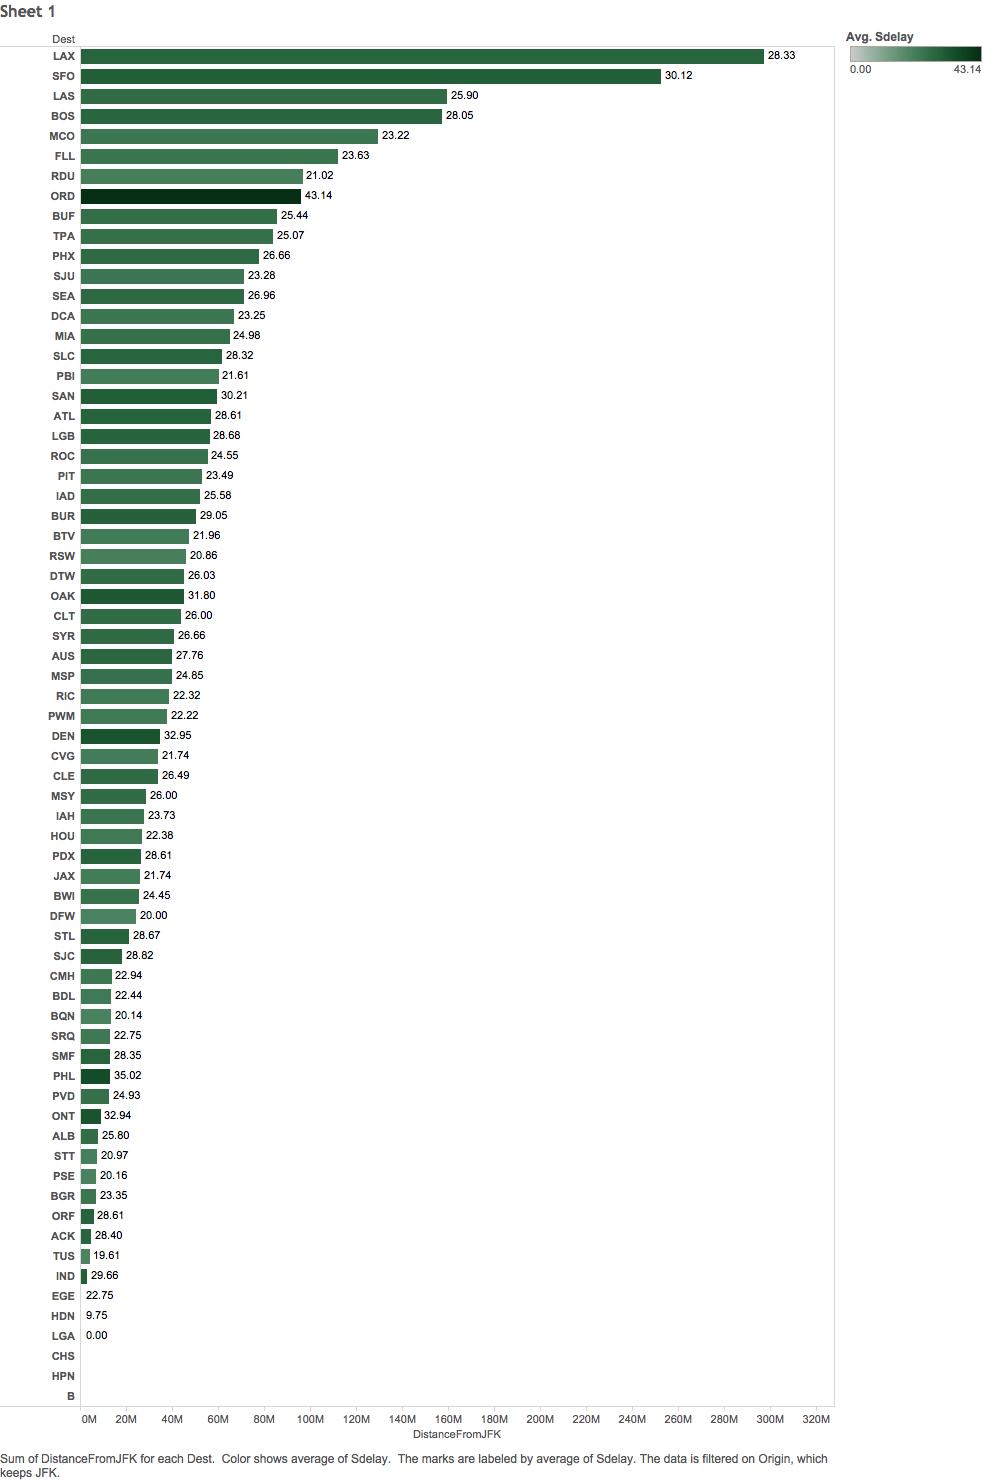 Sheet 1
Dest
Avg. Sdelay
0.00 43.14
LAX 28.33
SFO 30.12
LAS 25.90
BOS 28.05
MCO 23.22
FLL 23.63
RDU 21.02
ORD 43.14
BUF 25.44
TPA 25.07
PHX 26.66
SJU 23.28
SEA 26.96
DCA 23.25
MIA 24.98
SLC 28.32
PBI 21.61
SAN 30.21
ATL 28.61
LGB 28.68
ROC 24.55
PIT 23.49
IAD 25.58
BUR 29.05
BTV 21.96
RSW 20.86
DTW 26.03
OAK 31.80
CLT 26.00
SYR 26.66
AUS 27.76
MSP 24.85
RIC 22.32
PWM 22.22
DEN 32.95
CVG 21.74
CLE 26.49
MSY 26.00
IAH 23.73
HOU 22.38
PDX 28.61
JAX 21.74
BWI 24.45
DFW 20.00
STL 28.67
SJC 28.82
CMH 22.94
BDL 22.44
BQN 20.14
SRQ 22.75
SMF 28.35
PHL 35.02
PVD 24.93
ONT 32.94
ALB 25.80
STT 20.97
PSE 20.16
BGR 23.35
ORF 28.61
ACK 28.40
TUS 19.61
IND 29.66
EGE 22.75
HDN 9.75
LGA 0.00
CHS
HPN
B
0M 20M 40M 60M 80M 100M 120M 140M 160M 180M 200M 220M 240M 260M 280M 300M 320M
DistanceFromJFK
Sum of DistanceFromJFK for each Dest.  Color shows average of Sdelay.  The marks are labeled by average of Sdelay. The data is filtered on Origin, which
keeps JFK.